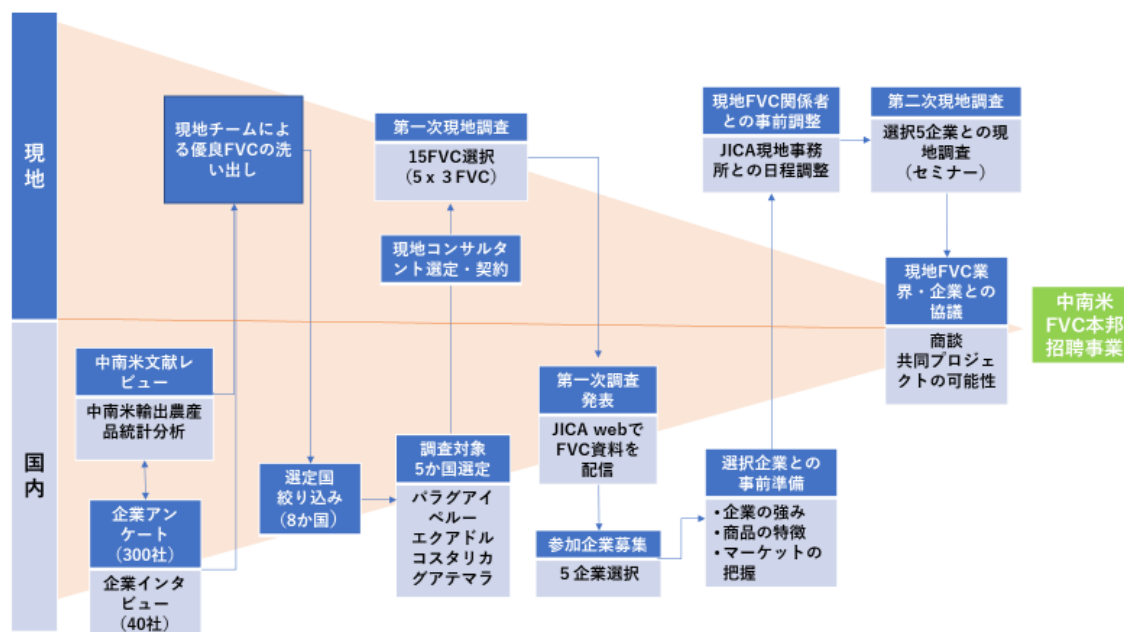 現
地
国
内
現地チームによ
る優良FVCの洗
い出し
中南米文献レ
ビュー
中南米輸出農産
品統計分析
企業アン
ケート
(300社)
企業インタ
ビュー
(40社)
選定国
絞り込み
(8か国)
第一次現地調査
15FVC選択
(5 x 3 FVC)
現地コンサルタ
ント選定・契約
調査対象
5か国選定
パラグアイ
ペルー
エクアドル
コスタリカ
グアテマラ
第一次調査
発表
JICA webで
FVC資料を
配信
参加企業募集
5 企業選択
選択企業との
事前準備
•企業の強み
•商品の特徴
•マーケットの
把握
現地FVC関係者
との事前調整
JICA現地事務
所との日程調整
第二次現地調査
選択5企業との現
地調査
(セミナー)
現地FVC業
界・企業との
協議
商談
共同プロジェ
クトの可能性
中南米
FVC本邦
招聘事業